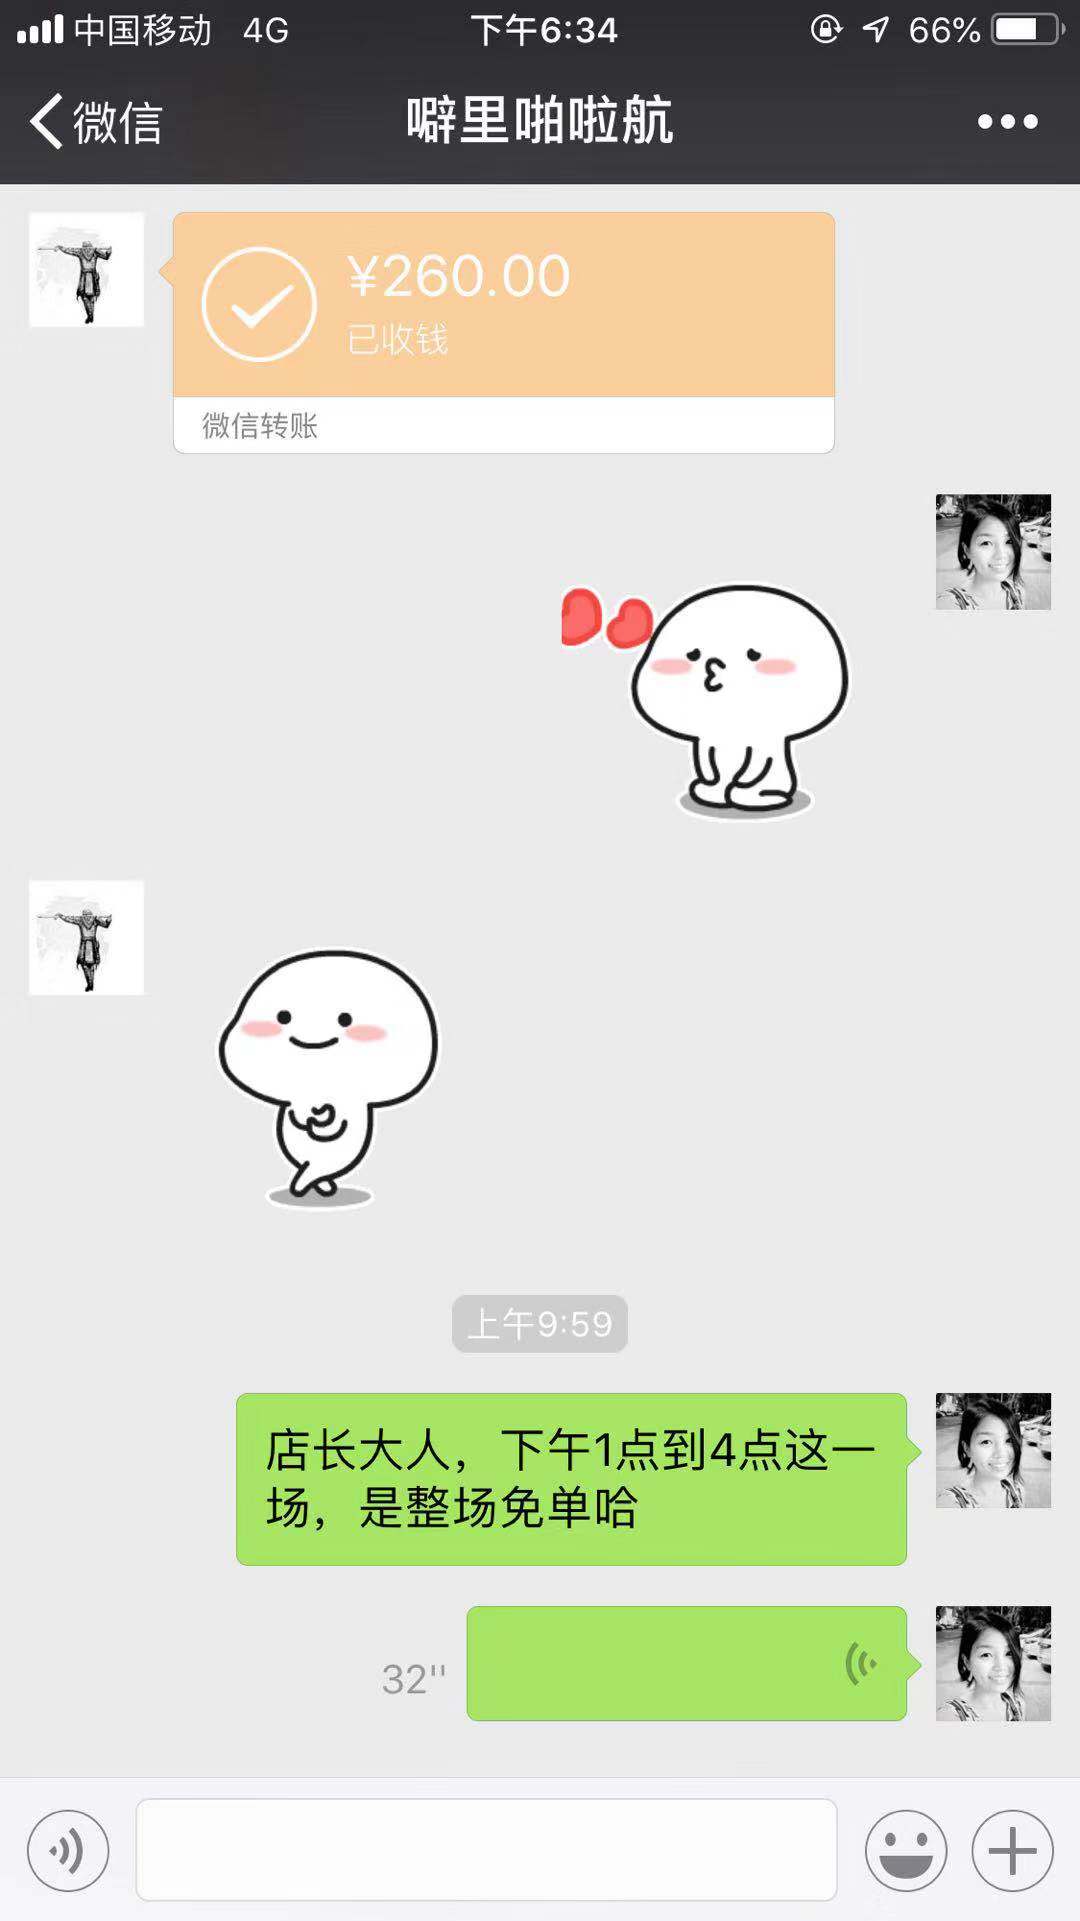 中国移动 4G 下午6:34 66%
微信 噼里啪啦航
¥260.00
已收钱
微信转账
上午9:59
店长大人，下午1点到4点这一
场，是整场免单哈
32"